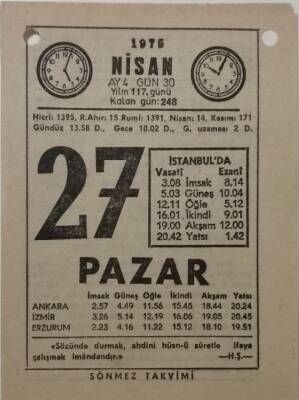 1975
NİSAN
AY 4 GÜN 30
Yılın 117. günü
Kalan gün: 248
Hicri: 1395, R.Ahır: 15 Rumi: 1391, Nisan: 14. Kasım: 171
Gündüz 13.58 D., Gece 10.02 D., G. uzaması 2 D.
27
İSTANBUL'DA
Vasatî Ezanî
3.08 İmsak 8.14
5.03 Güneş 10.04
12.11 Öğle 5.12
16.01 İkindi 9.01
19.00 Akşam 12.00
20.42 Yatsı 1.42
PAZAR
İmsak Güneş Öğle İkindi Akşam Yatsı
ANKARA 2.57 4.49 11.56 15.45 18.44 20.24
İZMİR 3.26 5.14 12.19 16.06 19.05 20.45
ERZURUM 2.23 4.16 11.22 15.12 18.10 19.51
«Sözünde durmak, ahdini hüsn-ü sûretle ifaya
çalışmak imândandır.» —H.Ş.—
SÖNMEZ TAKVİMİ